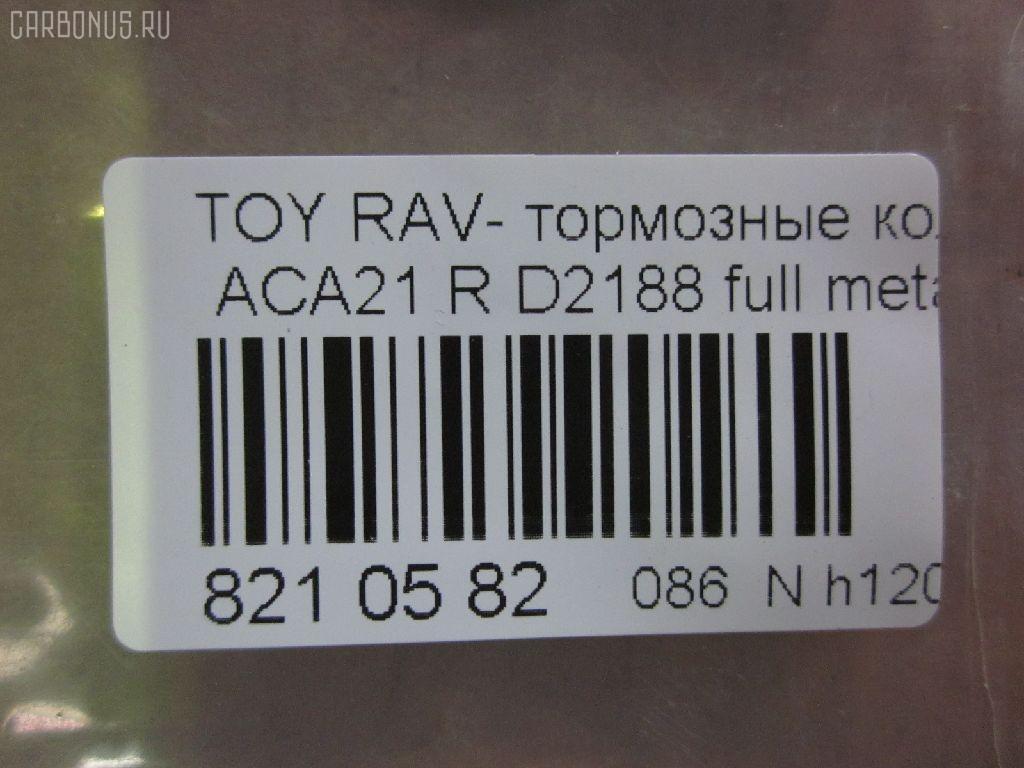 CARBONUS.RU
TOY RAV- тормозные ко
ACA21 R D2188 full meta
821 05 82 086 N h120